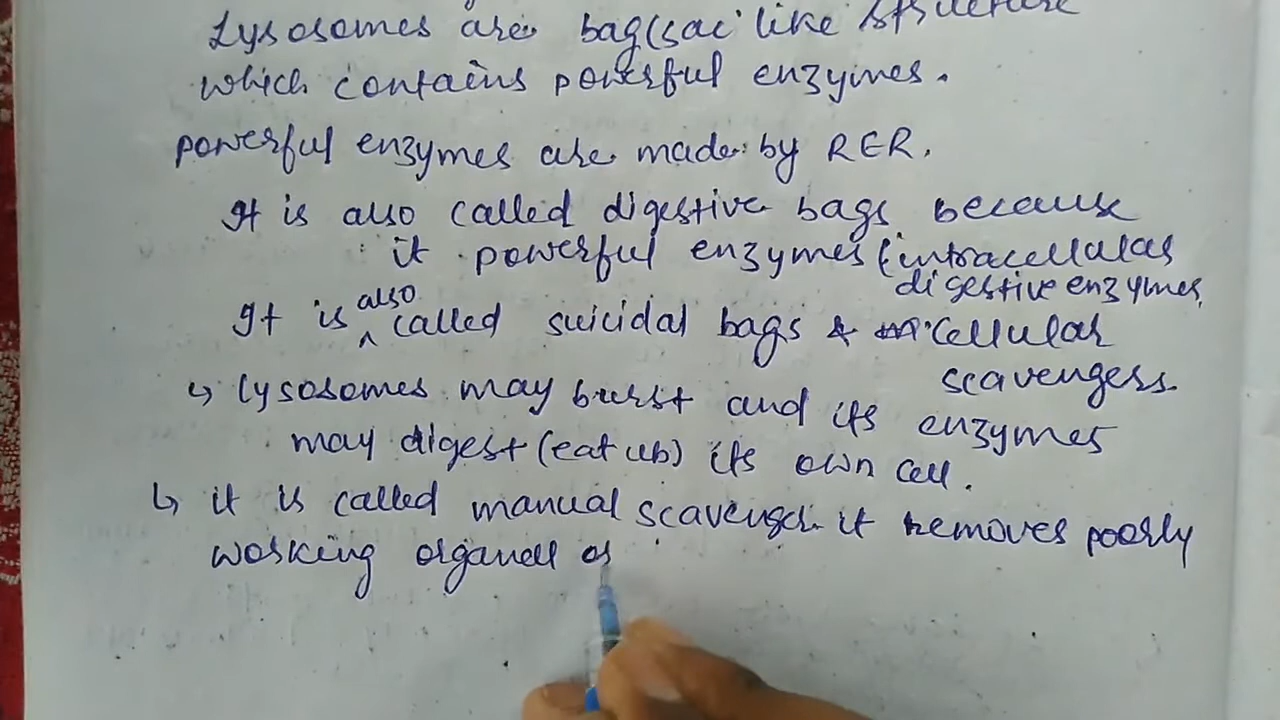 Lysosomes are bag(sac like structure
which contains powerful enzymes.
powerful enzymes are made by RER.
It is also called digestive bags because
it powerful enzymes (intracellular
digestive enzymes,
It is also called suicidal bags & cellular
scavengers.
↳ lysosomes may burst and its enzymes
may digest (eat ub) its own cell.
↳ it is called manual scavenger it removes poorly
working organell or